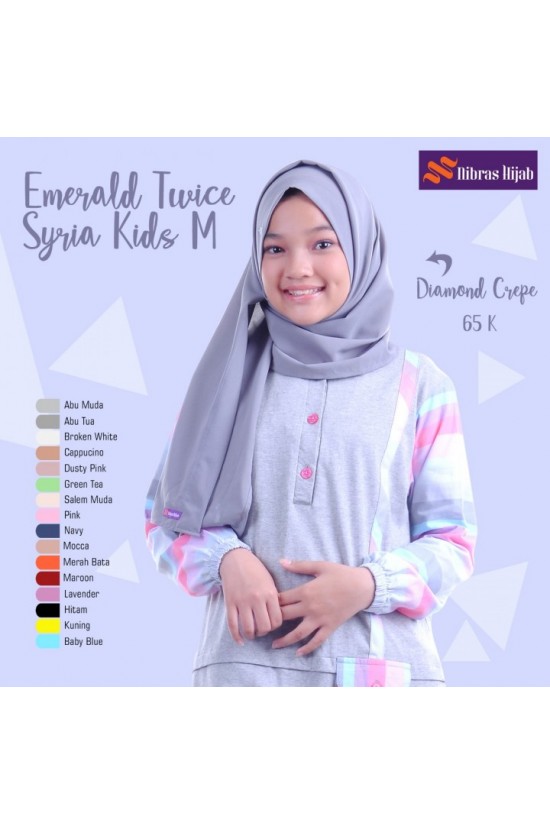 Emerald Twice
Syria Kids M
Nibras Hijab
Diamond Crepe
65 K
Abu Muda
Abu Tua
Broken White
Cappucino
Dusty Pink
Green Tea
Salem Muda
Pink
Navy
Mocca
Merah Bata
Maroon
Lavender
Hitam
Kuning
Baby Blue